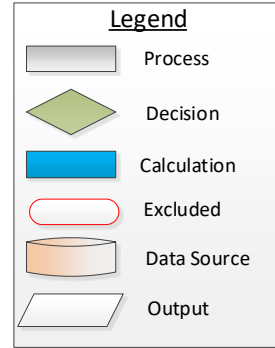 Legend
Process
Decision
Calculation
Excluded
Data Source
Output